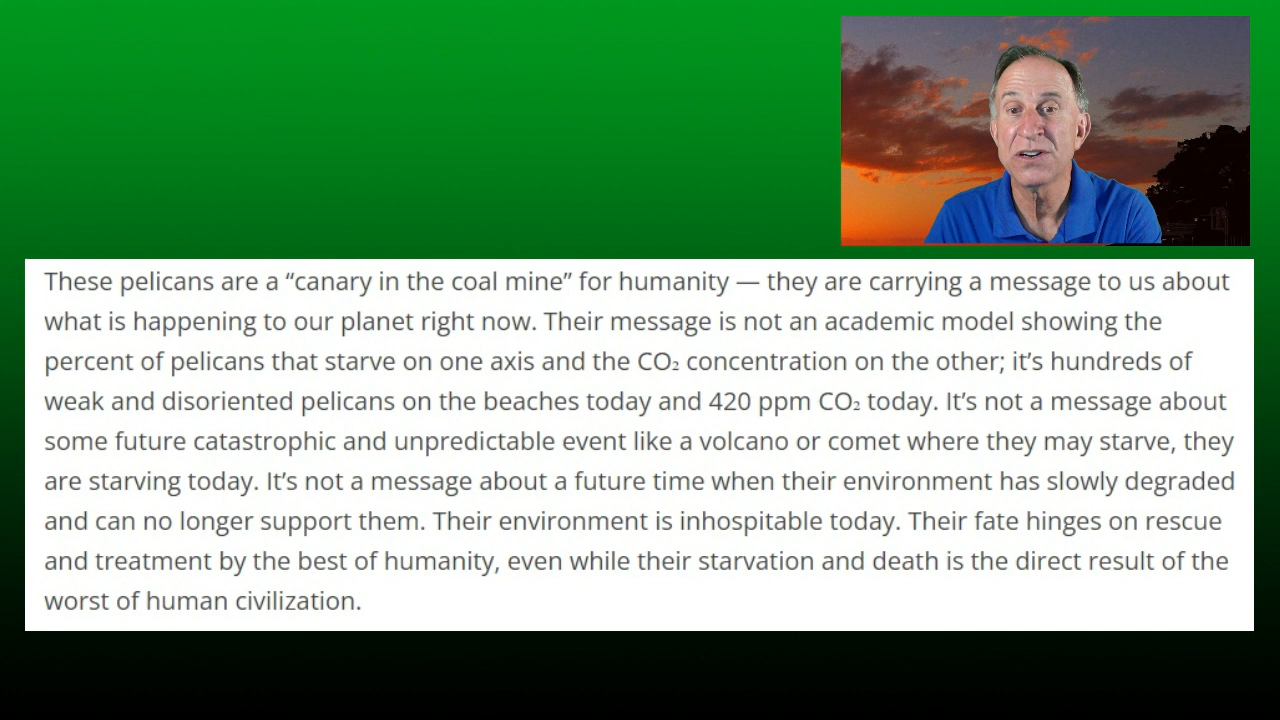 These pelicans are a “canary in the coal mine” for humanity — they are carrying a message to us about
what is happening to our planet right now. Their message is not an academic model showing the
percent of pelicans that starve on one axis and the CO₂ concentration on the other; it’s hundreds of
weak and disoriented pelicans on the beaches today and 420 ppm CO₂ today. It’s not a message about
some future catastrophic and unpredictable event like a volcano or comet where they may starve, they
are starving today. It’s not a message about a future time when their environment has slowly degraded
and can no longer support them. Their environment is inhospitable today. Their fate hinges on rescue
and treatment by the best of humanity, even while their starvation and death is the direct result of the
worst of human civilization.